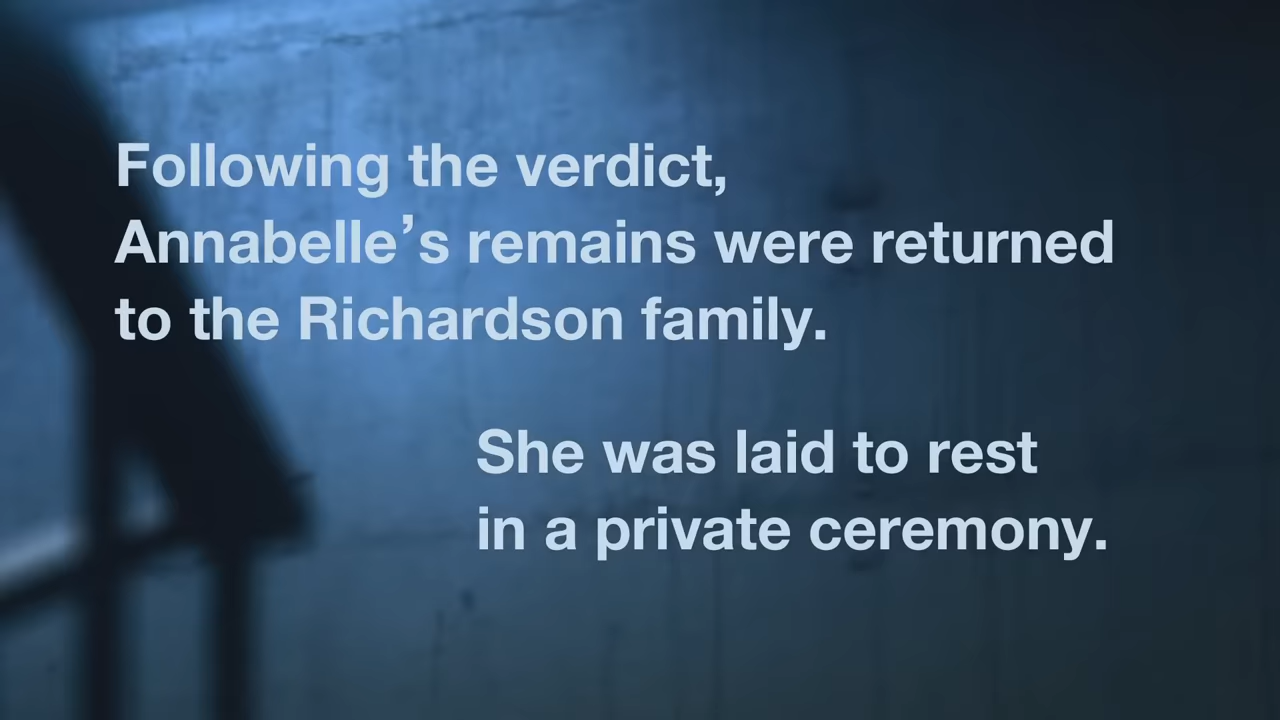 Following the verdict,
Annabelle’s remains were returned
to the Richardson family.
She was laid to rest
in a private ceremony.